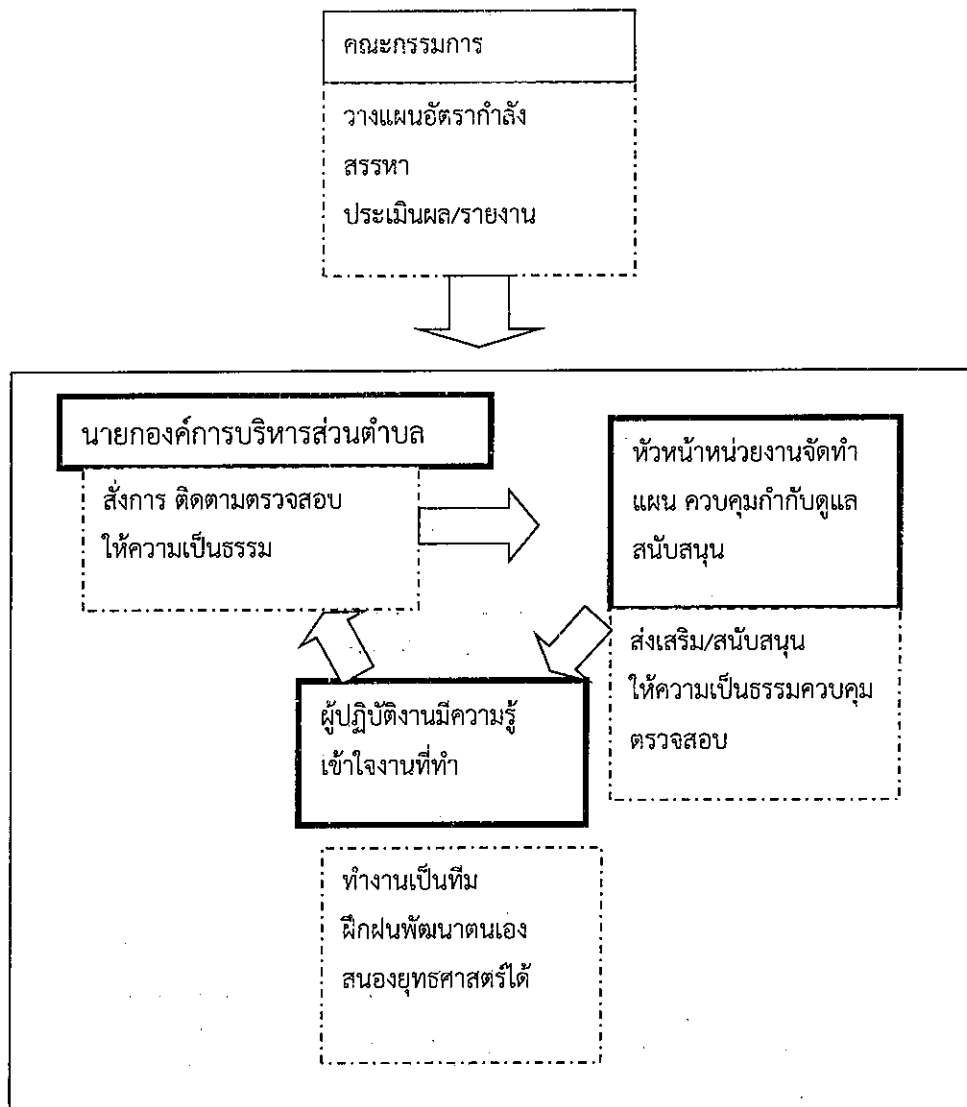 คณะกรรมการ
วางแผนอัตรากำลัง
สรรหา
ประเมินผล/รายงาน
นายกองค์การบริหารส่วนตำบล
สั่งการ ติดตามตรวจสอบ
ให้ความเป็นธรรม
หัวหน้าหน่วยงานจัดทำ
แผน ควบคุมกำกับดูแล
สนับสนุน
ส่งเสริม/สนับสนุน
ให้ความเป็นธรรมควบคุม
ตรวจสอบ
ผู้ปฏิบัติงานมีความรู้
เข้าใจงานที่ทำ
ทำงานเป็นทีม
ฝึกฝนพัฒนาตนเอง
สนองยุทธศาสตร์ได้